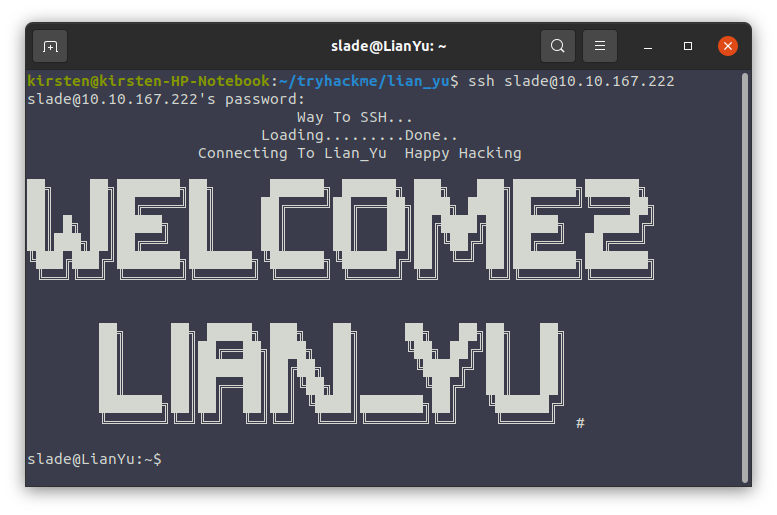 slade@LianYu: ~
kirsten@kirsten-HP-Notebook:~/tryhackme/lian_yu$ ssh slade@10.10.167.222
slade@10.10.167.222's password:
Way To SSH...
Loading.........Done..
Connecting To Lian_Yu  Happy Hacking
WELCOME2
LIAN_YU
#
slade@LianYu:~$